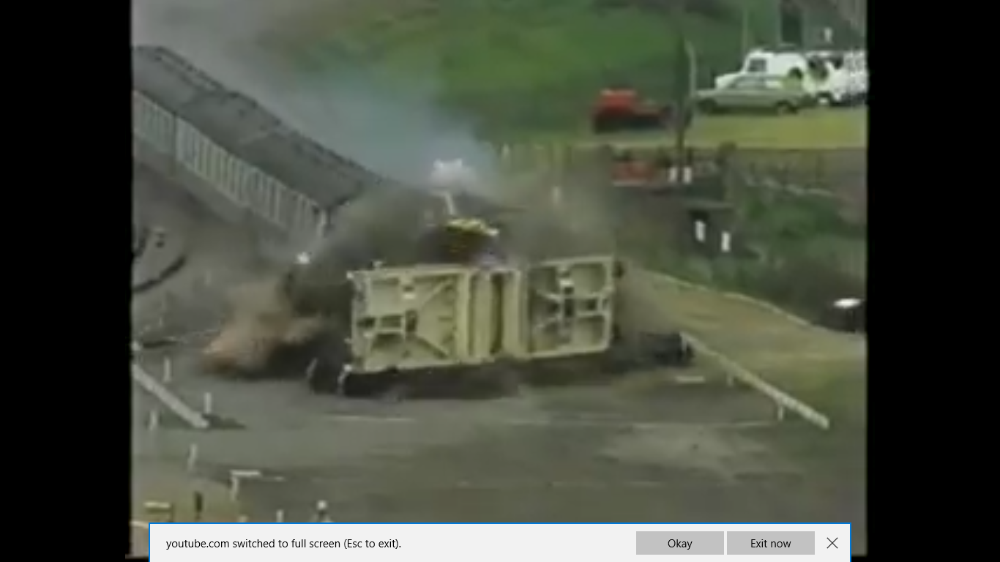 youtube.com switched to full screen (Esc to exit).
Okay
Exit now